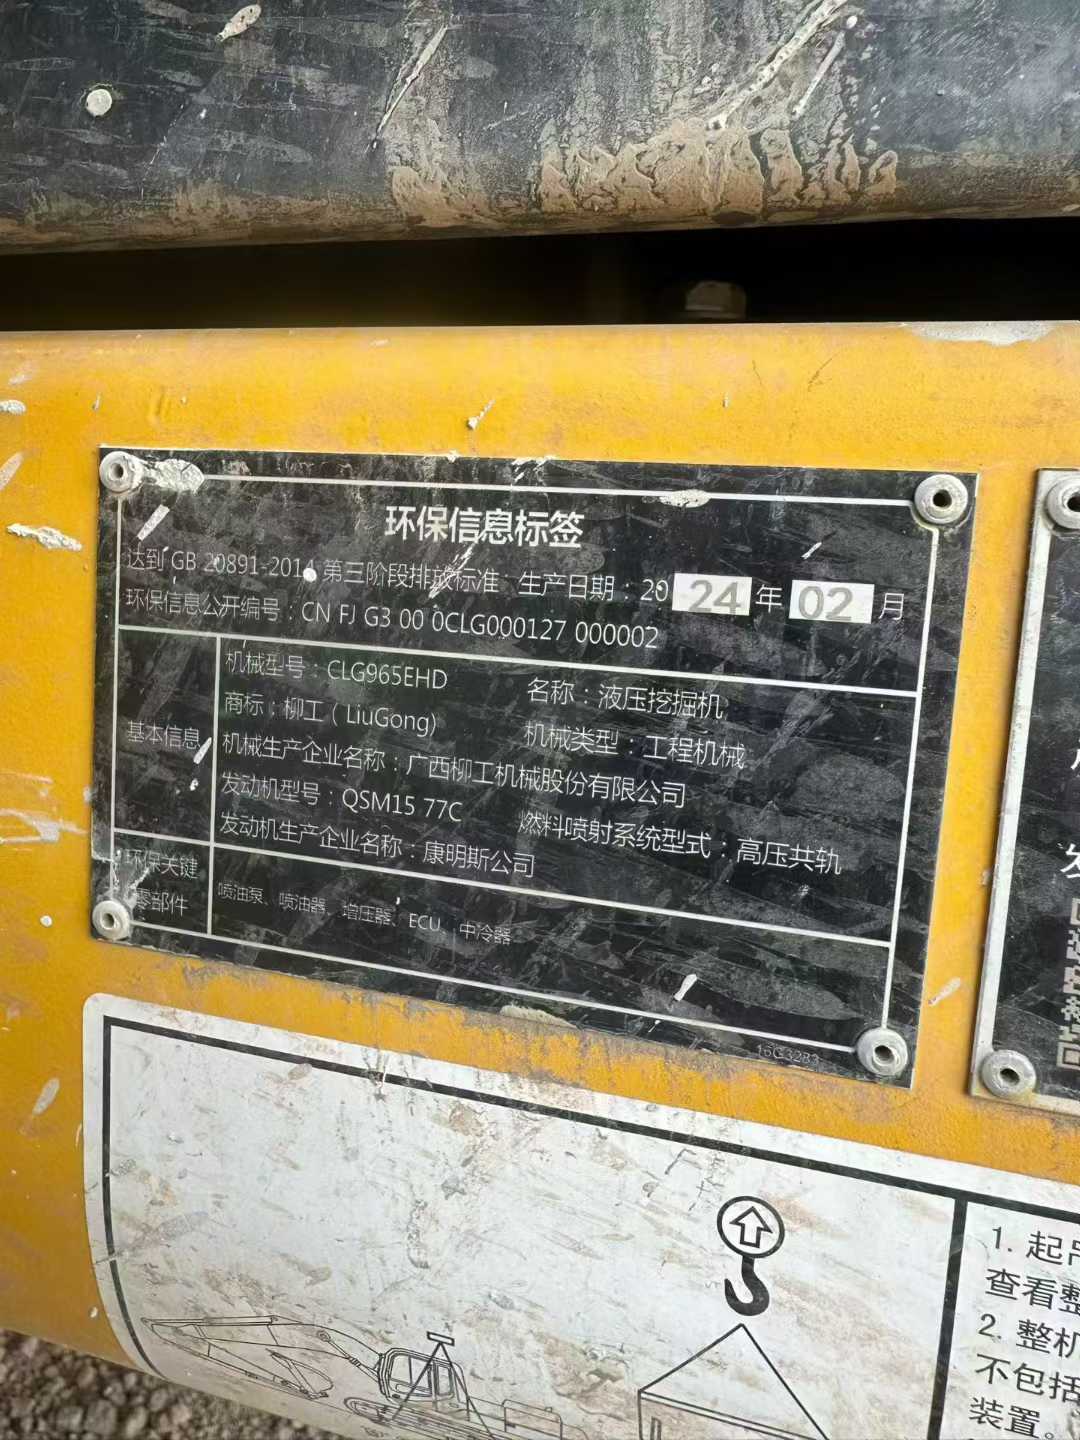 环保信息标签
达到 GB 20891-2014 第三阶段排放标准 生产日期：2024年02月
环保信息公开编号：CN FJ G3 00 0CLG000127 000002
基本信息
机械型号：CLG965EHD 名称：液压挖掘机
商标：柳工（LiuGong） 机械类型：工程机械
机械生产企业名称：广西柳工机械股份有限公司
发动机型号：QSM15 77C 燃料喷射系统型式：高压共轨
发动机生产企业名称：康明斯公司
环保关键
零部件
喷油泵、喷油器、增压器、ECU、中冷器
16G3283
发
1. 起吊
查看整
2. 整机
不包括
装置。